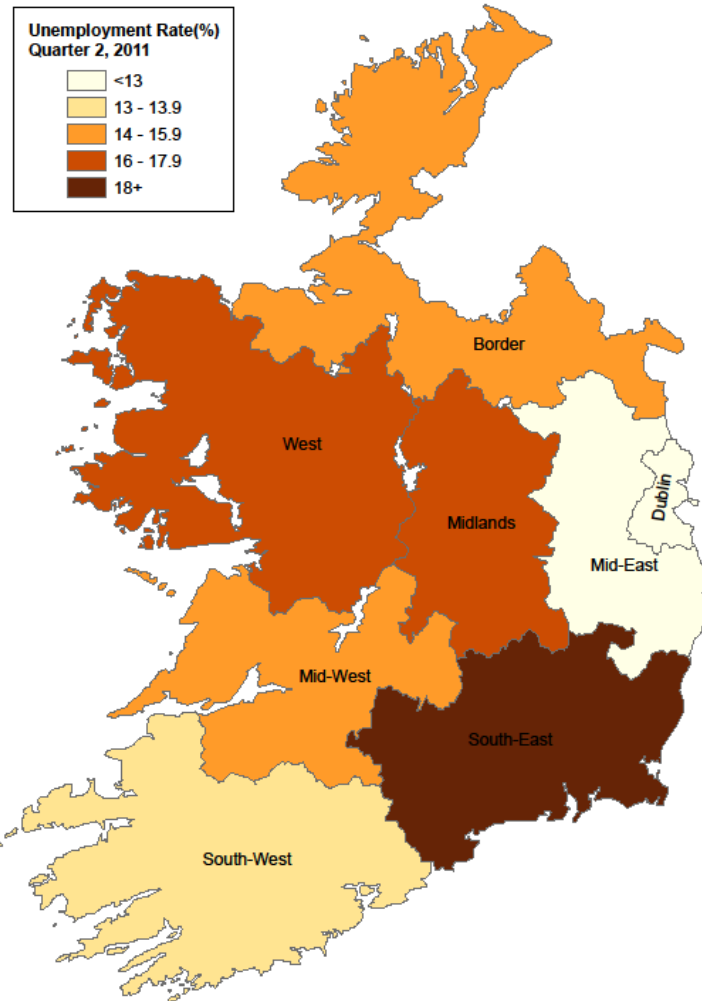 Unemployment Rate(%)
Quarter 2, 2011
<13
13 - 13.9
14 - 15.9
16 - 17.9
18+
Border
West
Dublin
Midlands
Mid-East
Mid-West
South-East
South-West